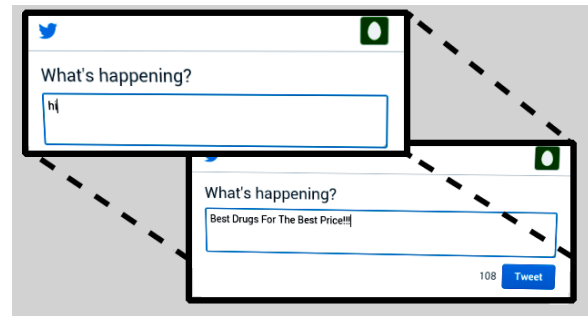 What's happening?
hi
What's happening?
Best Drugs For The Best Price!!!
108 Tweet